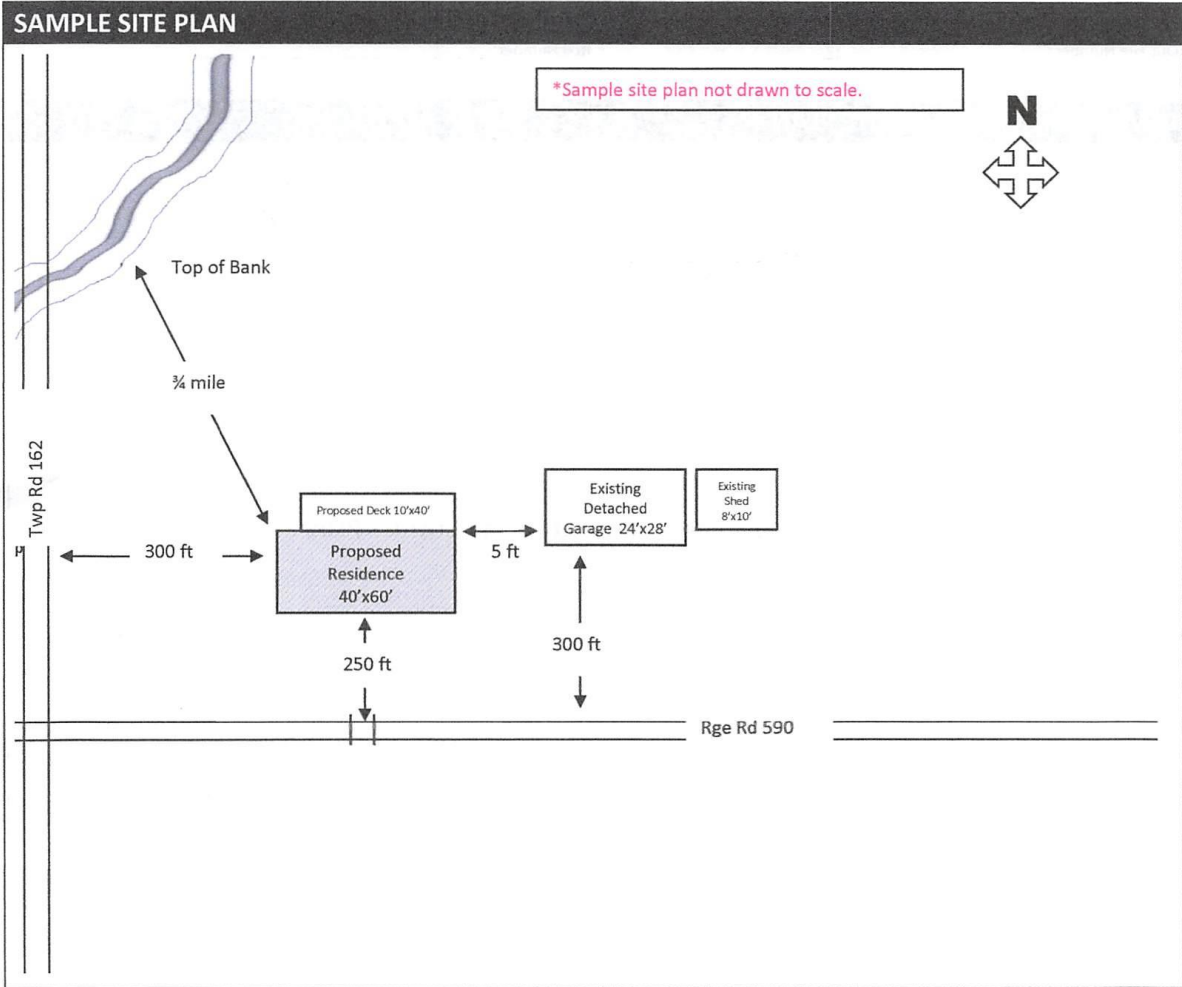 SAMPLE SITE PLAN
*Sample site plan not drawn to scale.
N
Top of Bank
¾ mile
Twp Rd 162
Proposed Deck 10'x40'
Existing
Detached
Garage 24'x28'
Existing
Shed
8'x10'
300 ft
Proposed
Residence
40'x60'
5 ft
250 ft
300 ft
Rge Rd 590